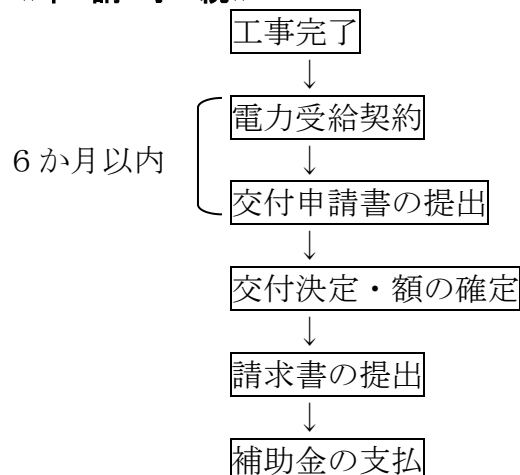 工事完了
↓
電力受給契約
６か月以内
↓
交付申請書の提出
↓
交付決定・額の確定
↓
請求書の提出
↓
補助金の支払